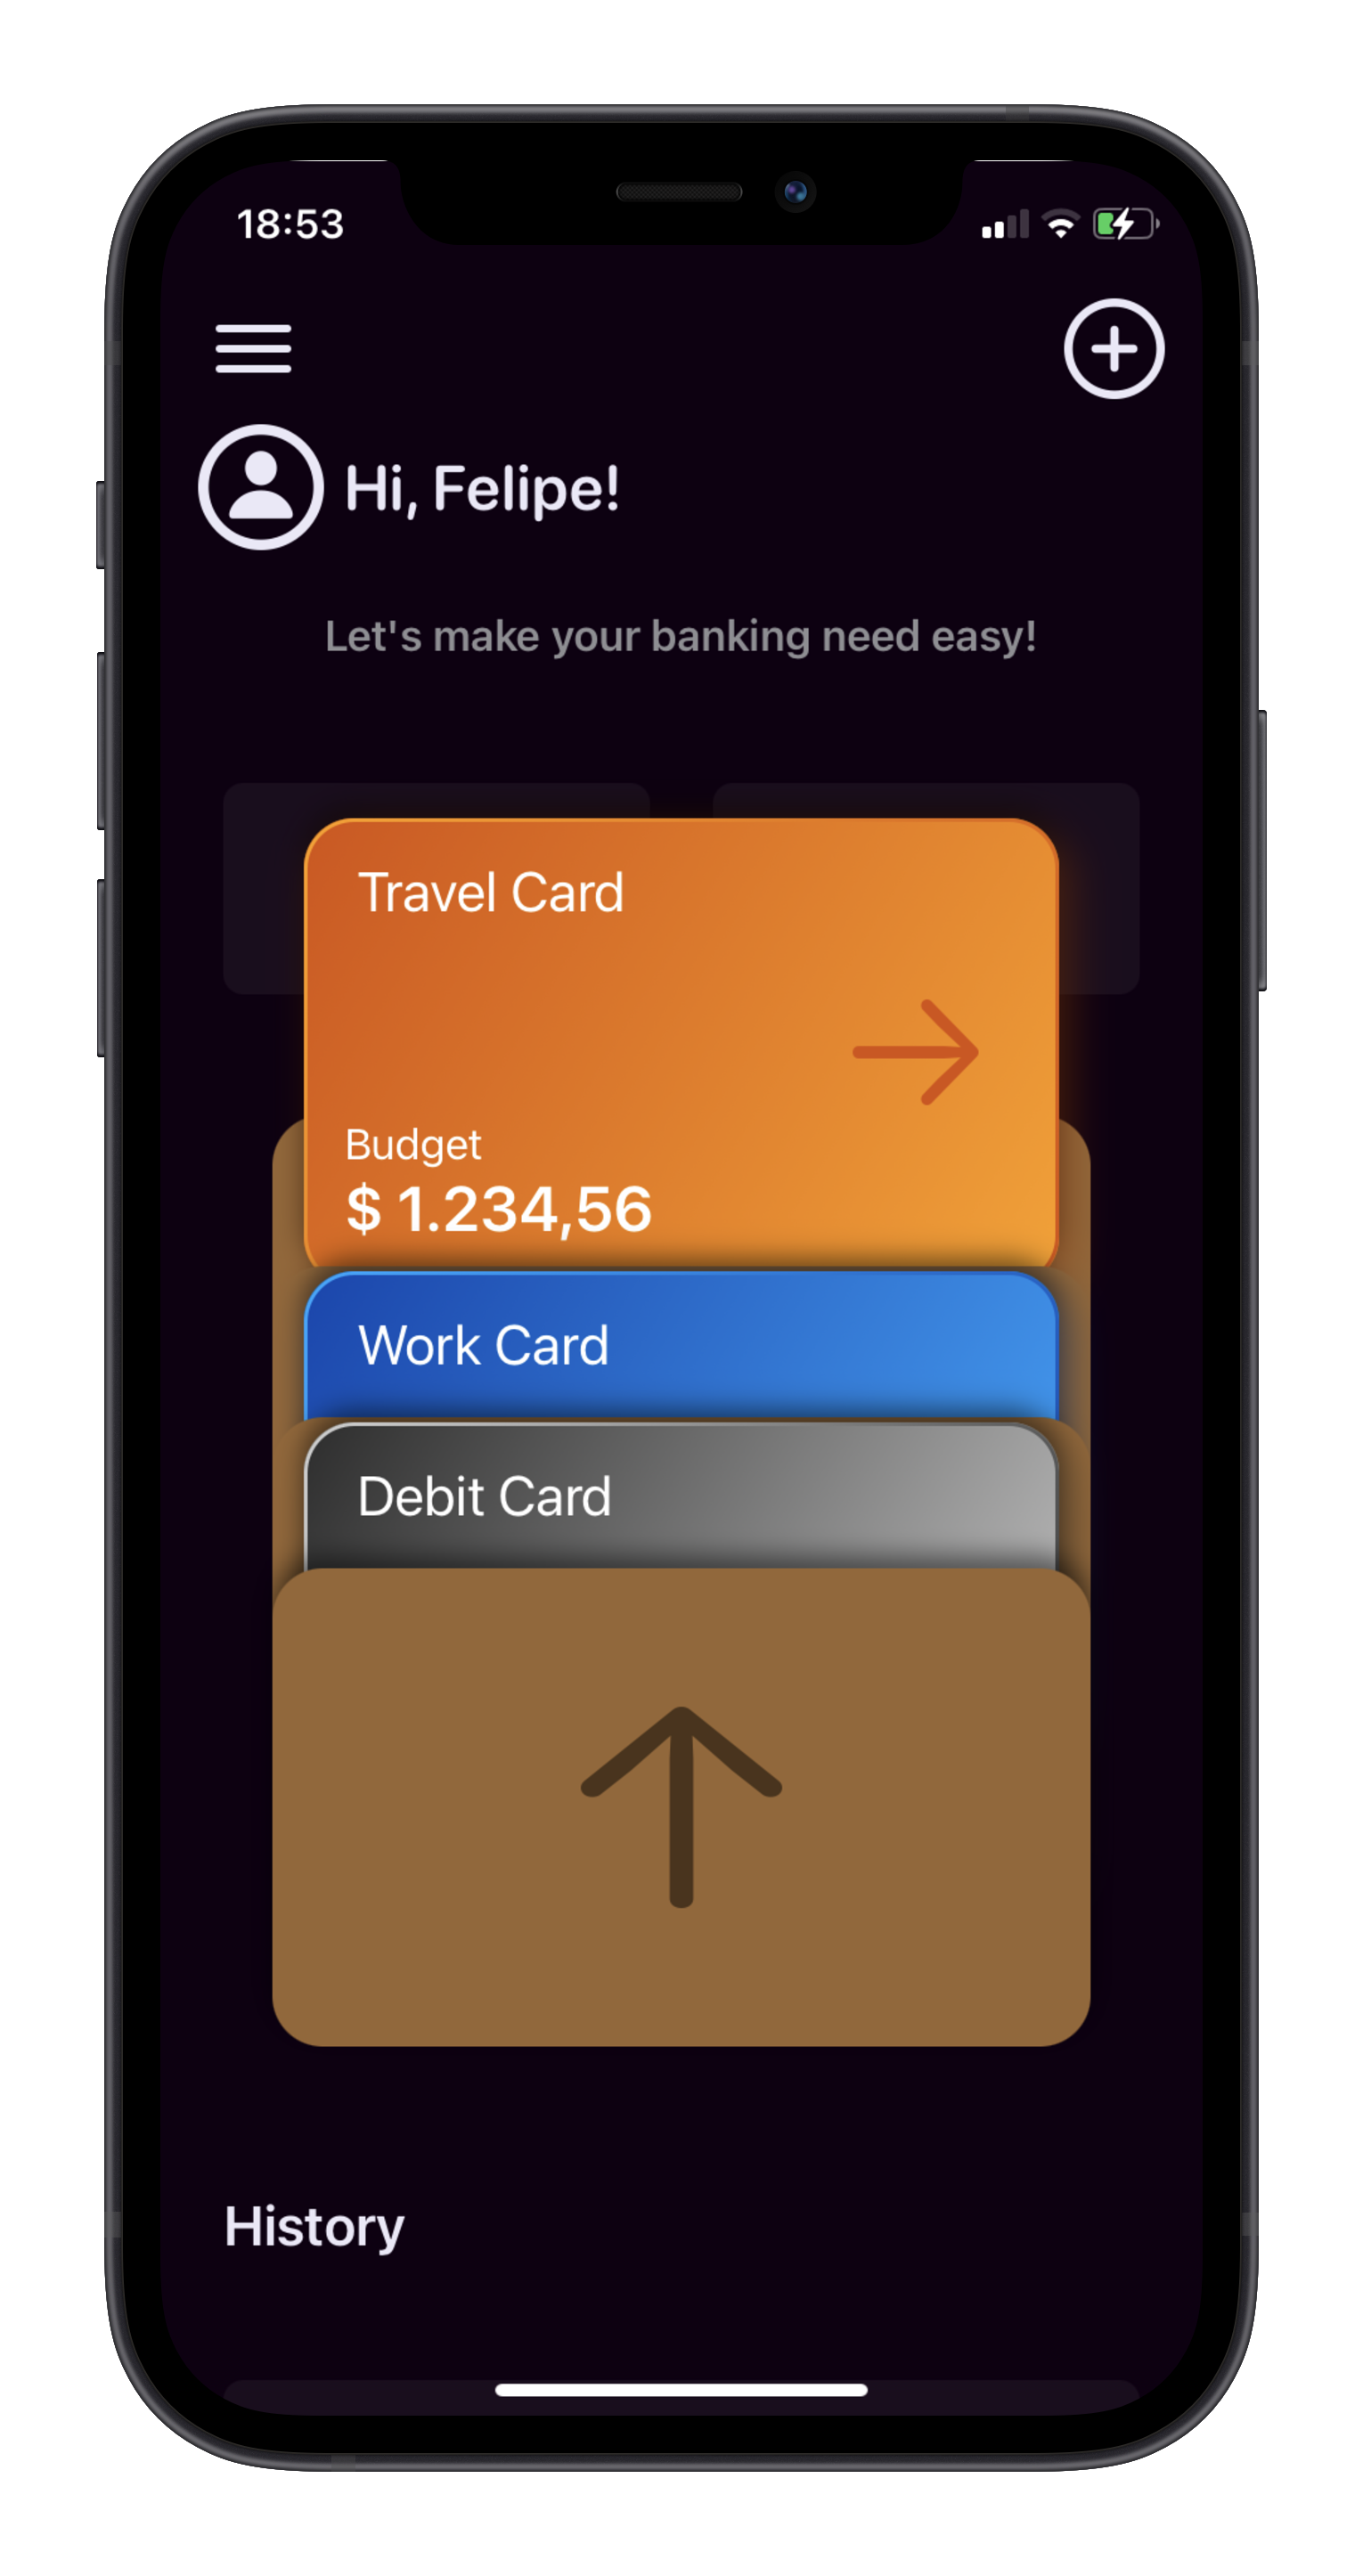 18:53
Hi, Felipe!
Let's make your banking need easy!
Travel Card
Budget
$ 1.234,56
Work Card
Debit Card
History